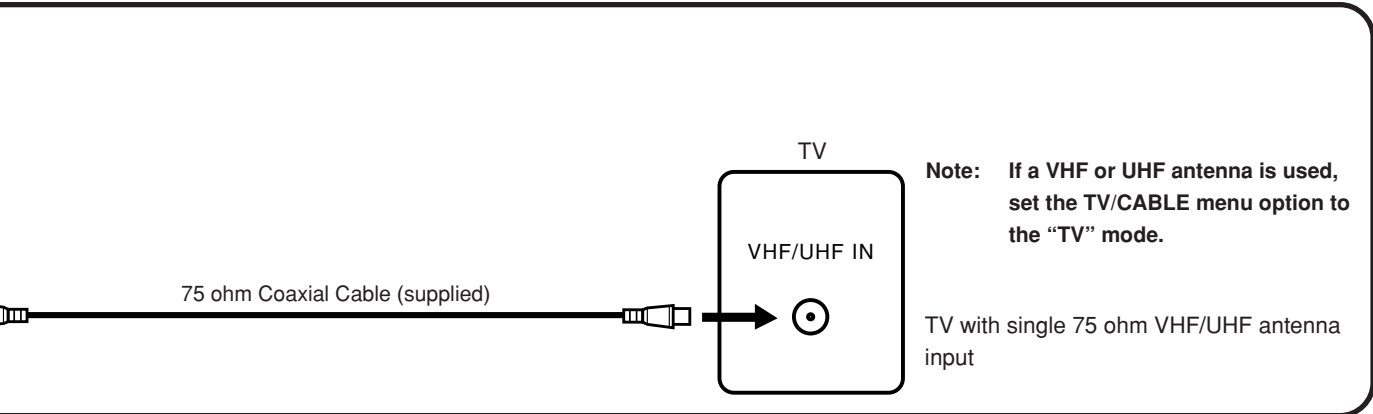 TV
Note: If a VHF or UHF antenna is used,
set the TV/CABLE menu option to
the “TV” mode.
VHF/UHF IN
75 ohm Coaxial Cable (supplied)
TV with single 75 ohm VHF/UHF antenna
input